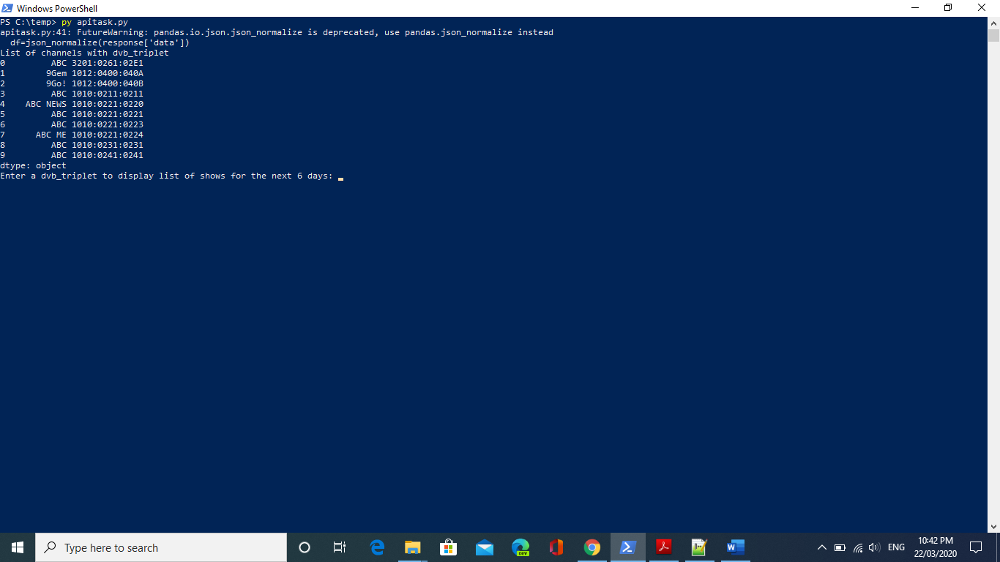 Windows PowerShell
PS C:\temp> py apitask.py
apitask.py:41: FutureWarning: pandas.io.json.json_normalize is deprecated, use pandas.json_normalize instead
  df=json_normalize(response['data'])
List of channels with dvb_triplet
0         ABC 3201:0261:02E1
1        9Gem 1012:0400:040A
2        9Go! 1012:0400:040B
3         ABC 1010:0211:0211
4    ABC NEWS 1010:0221:0220
5         ABC 1010:0221:0221
6         ABC 1010:0221:0223
7      ABC ME 1010:0221:0224
8         ABC 1010:0231:0231
9         ABC 1010:0241:0241
dtype: object
Enter a dvb_triplet to display list of shows for the next 6 days:
Type here to search
DEV
ENG
10:42 PM
22/03/2020